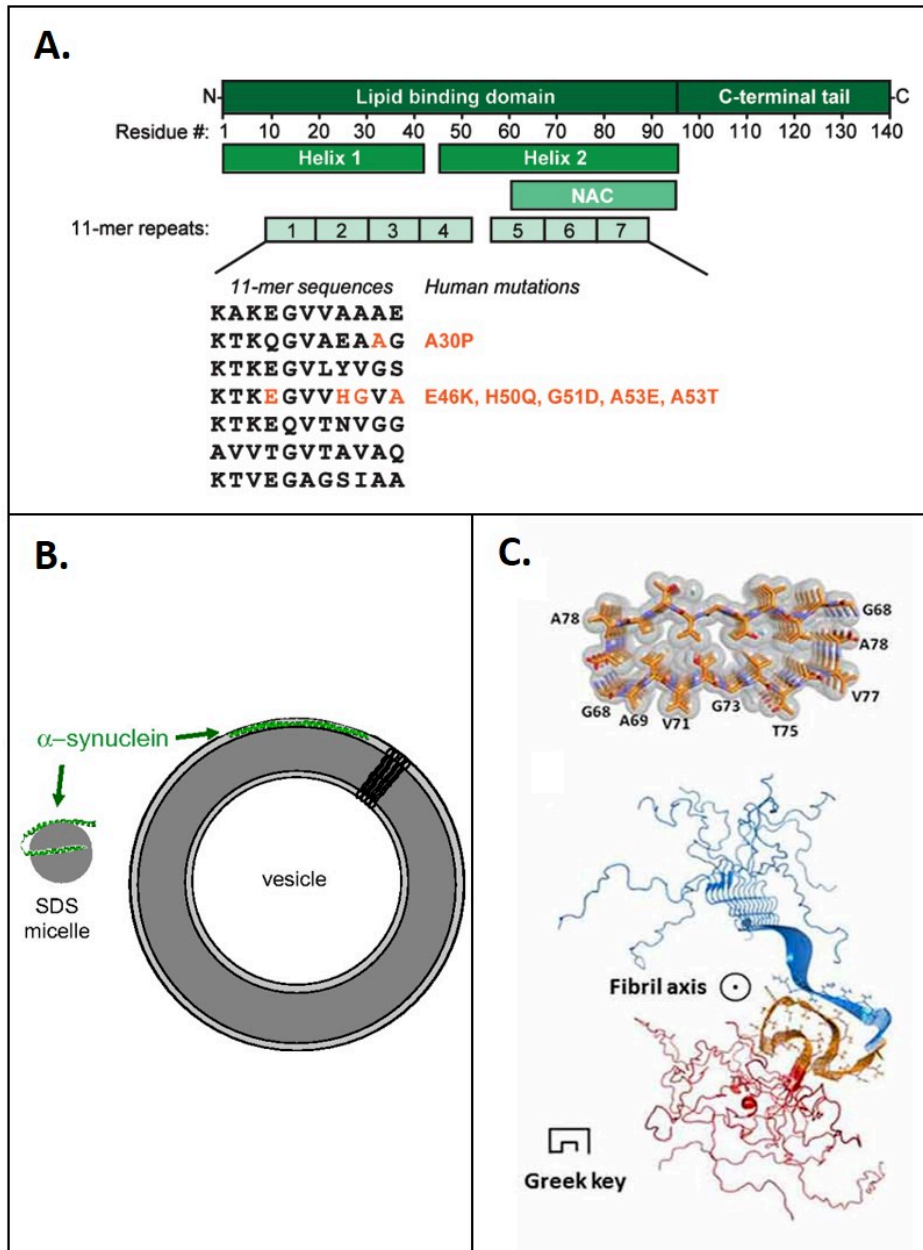 A.
N- Lipid binding domain C-terminal tail -C
Residue #: 1 10 20 30 40 50 60 70 80 90 100 110 120 130 140
Helix 1 Helix 2
NAC
11-mer repeats: 1 2 3 4 5 6 7
11-mer sequences Human mutations
KAKEGVVAAAE
KTKQGVAEAAG A30P
KTKEGVLYVGS
KTKEGVVHGVA E46K, H50Q, G51D, A53E, A53T
KTKEQVTNVGG
AVVTGVTAVAQ
KTVEGAGSIAA
B.
α–synuclein
vesicle
SDS
micelle
C.
A78 G68
A78
V77
G68 A69 V71 G73 T75
Fibril axis
Greek key